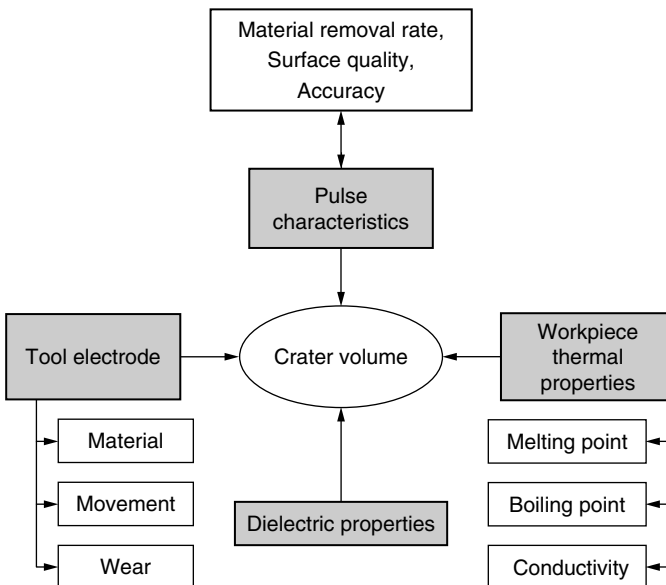 Material removal rate,
Surface quality,
Accuracy
Pulse
characteristics
Tool electrode
Crater volume
Workpiece
thermal
properties
Material
Movement
Wear
Dielectric properties
Melting point
Boiling point
Conductivity